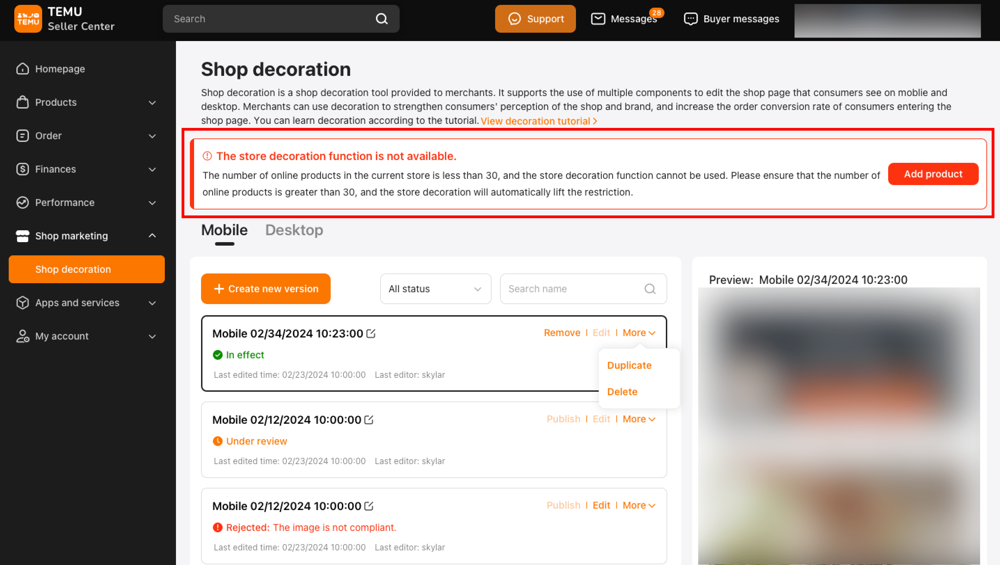 TEMU
TEMU
Seller Center
Search
Support
Messages
28
Buyer messages
Homepage
Products
Order
Finances
Performance
Shop marketing
Shop decoration
Apps and services
My account
Shop decoration
Shop decoration is a shop decoration tool provided to merchants. It supports the use of multiple components to edit the shop page that consumers see on moblie and
desktop. Merchants can use decoration to strengthen consumers' perception of the shop and brand, and increase the order conversion rate of consumers entering the
shop page. You can learn decoration according to the tutorial. View decoration tutorial
The store decoration function is not available.
The number of online products in the current store is less than 30, and the store decoration function cannot be used. Please ensure that the number of
online products is greater than 30, and the store decoration will automatically lift the restriction.
Add product
Mobile Desktop
Create new version
All status
Search name
Mobile 02/34/2024 10:23:00
Remove Edit More
In effect
Last edited time: 02/23/2024 10:00:00 Last editor: skylar
Duplicate
Delete
Mobile 02/12/2024 10:00:00
Publish Edit More
Under review
Last edited time: 02/23/2024 10:00:00 Last editor: skylar
Mobile 02/12/2024 10:00:00
Publish Edit More
Rejected: The image is not compliant.
Last edited time: 02/23/2024 10:00:00 Last editor: skylar
Preview: Mobile 02/34/2024 10:23:00